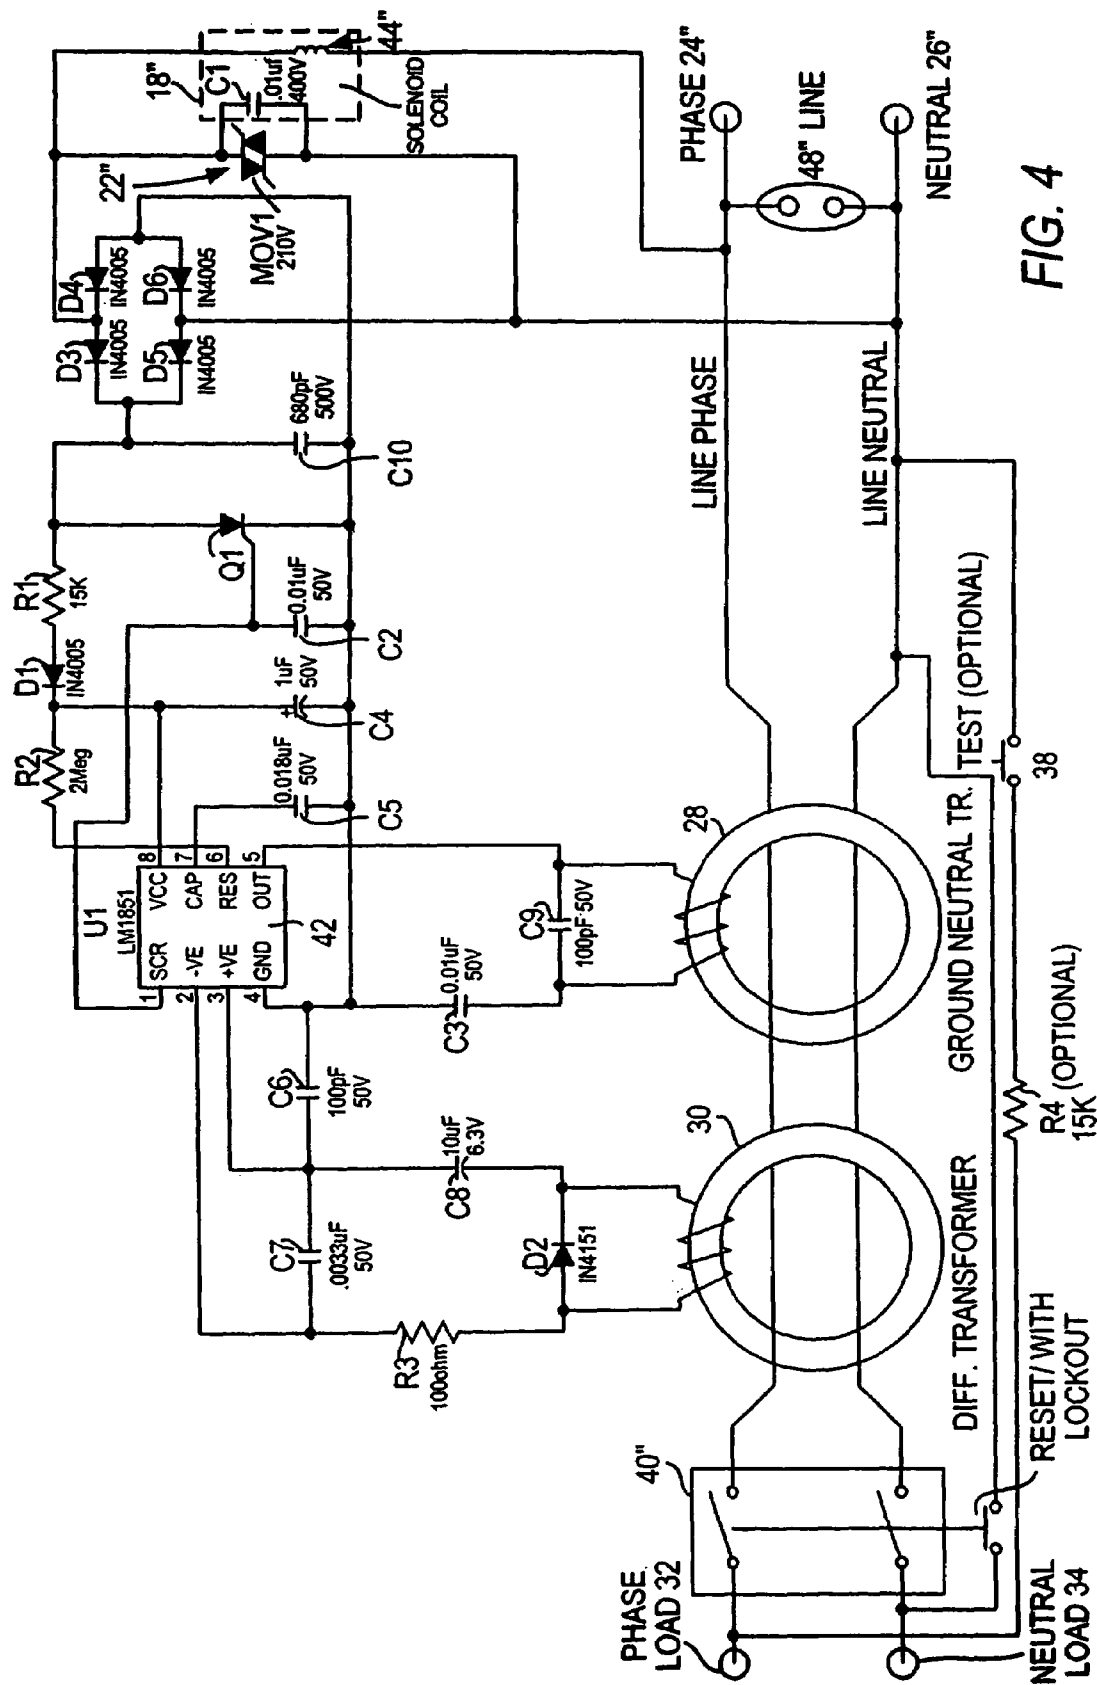 18"
C1
.01uf
400V
44"
SOLENOID
COIL
22"
MOV1
210V
D4
IN4005
D6
IN4005
D3
IN4005
D5
IN4005
680pF
500V
C10
R1
15K
Q1
D1
IN4005
0.01uF
50V
C2
1uF
50V
+
C4
R2
2Meg
0.018uF
50V
C5
U1
LM1851
8
7
6
5
VCC
CAP
RES
OUT
SCR
-VE
+VE
GND
1
2
3
4
42
C9
100pF 50V
C3
0.01uF
50V
C6
100pF
50V
C8
10uF
6.3V
C7
.0033uF
50V
D2
IN4151
R3
100ohm
PHASE 24"
48" LINE
NEUTRAL 26"
LINE PHASE
LINE NEUTRAL
28
GROUND NEUTRAL TR.
TEST (OPTIONAL)
38
30
DIFF. TRANSFORMER
R4 (OPTIONAL)
15K
40"
RESET/ WITH
LOCKOUT
PHASE
LOAD 32
NEUTRAL
LOAD 34
FIG. 4